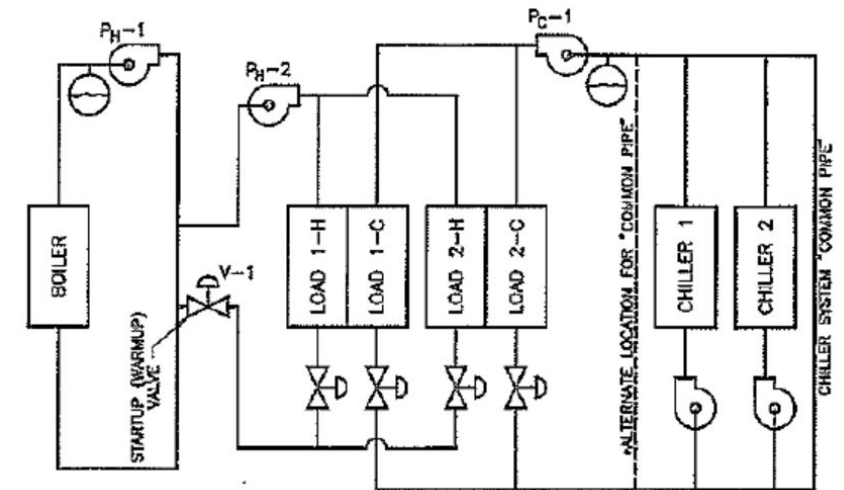 PH-1
PC-1
PH-2
BOILER
V-1
STARTUP (WARMUP)
VALVE
LOAD 1-H
LOAD 1-C
LOAD 2-H
LOAD 2-C
*ALTERNATE LOCATION FOR "COMMON PIPE"
CHILLER 1
CHILLER 2
CHILLER SYSTEM "COMMON PIPE"